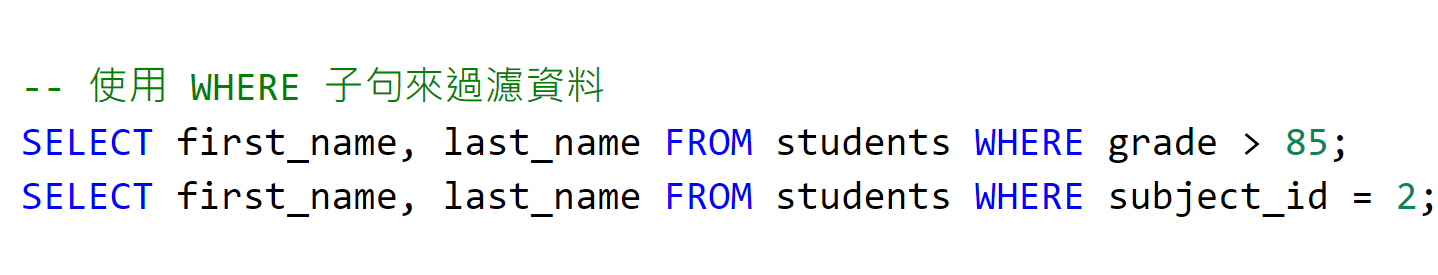 -- 使用 WHERE 子句來過濾資料
SELECT first_name, last_name FROM students WHERE grade > 85;
SELECT first_name, last_name FROM students WHERE subject_id = 2;